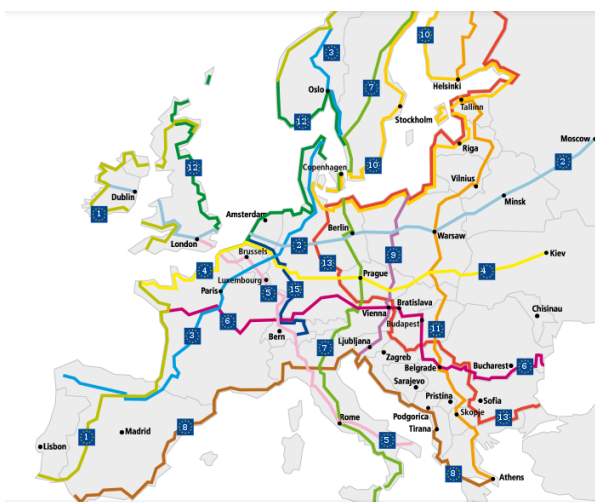 10
3
7
Oslo
Helsinki
Tallinn
12
Stockholm
Moscow
Riga
2
12
10
Copenhagen
Vilnius
Dublin
Minsk
1
Amsterdam
London
Berlin
Warsaw
2
Brussels
9
Kiev
4
13
4
Luxembourg
Prague
Paris
5
15
Bratislava
Vienna
Chisinau
6
Budapest
11
3
Bern
7
Ljubljana
Zagreb
Belgrade
Bucharest
6
Sarajevo
Pristina
Sofia
Podgorica
Skopje
13
Rome
8
Madrid
1
Lisbon
5
Tirana
8
Athens